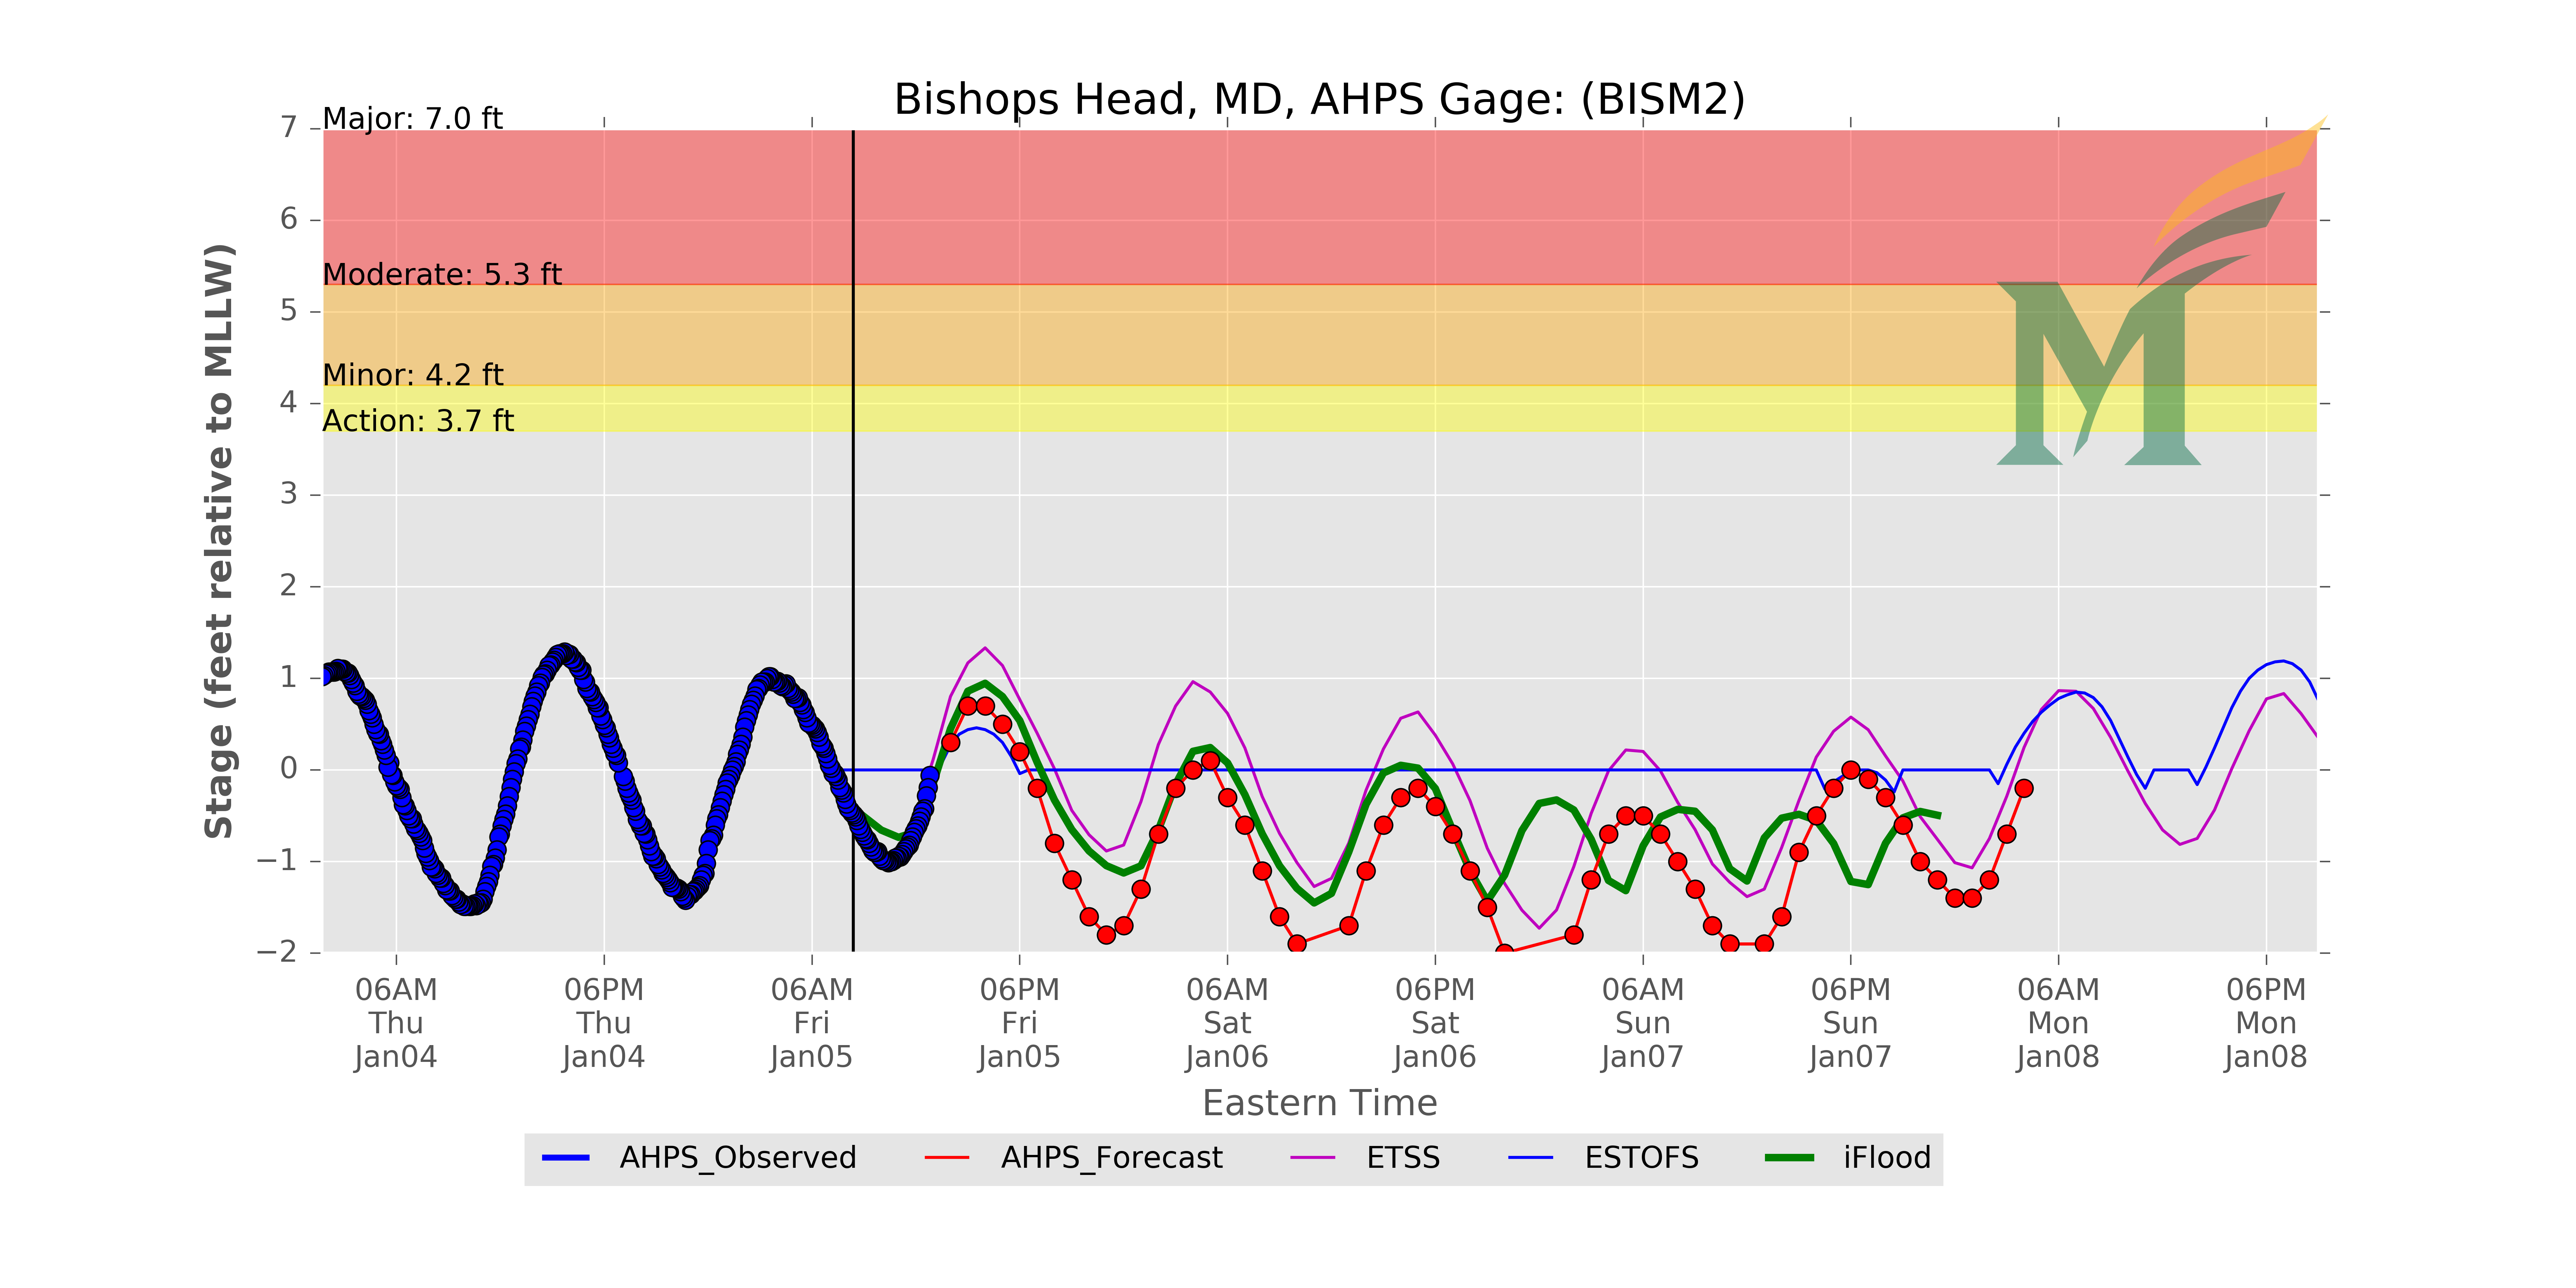 Bishops Head, MD, AHPS Gage: (BISM2)
Major: 7.0 ft
Moderate: 5.3 ft
Minor: 4.2 ft
Action: 3.7 ft
7
6
5
4
3
2
1
0
−1
−2
Stage (feet relative to MLLW)
06AM 06PM 06AM 06PM 06AM 06PM 06AM 06PM 06AM 06PM
Thu Thu Fri Fri Sat Sat Sun Sun Mon Mon
Jan04 Jan04 Jan05 Jan05 Jan06 Jan06 Jan07 Jan07 Jan08 Jan08
Eastern Time
AHPS_Observed AHPS_Forecast ETSS ESTOFS iFlood